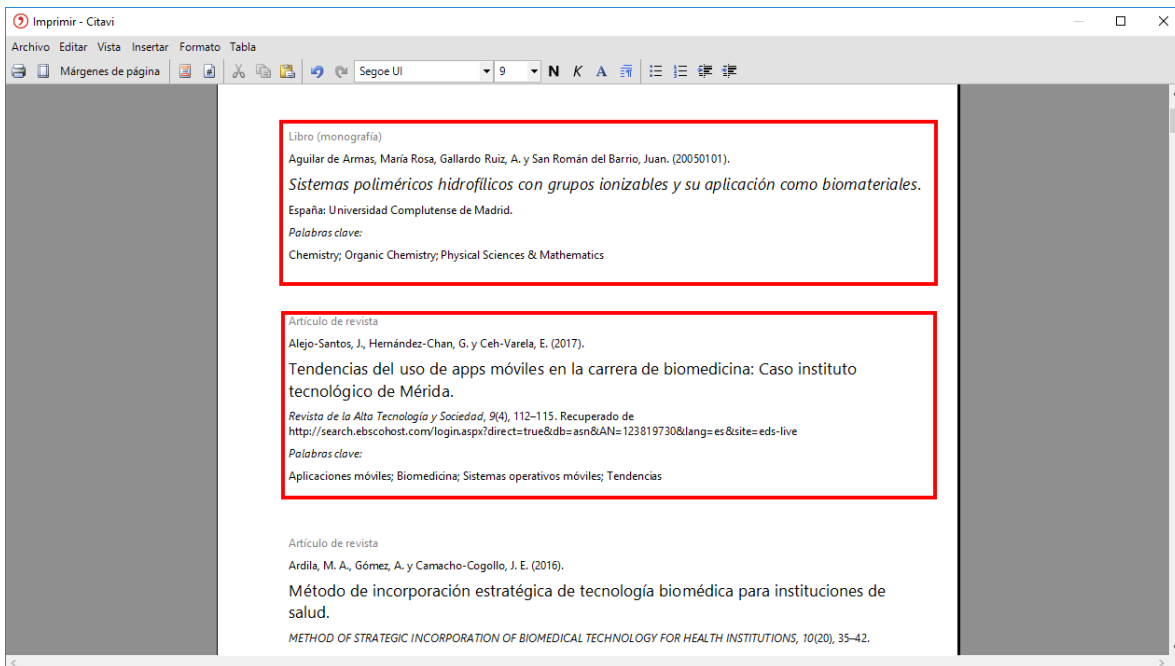 Imprimir - Citavi
Archivo Editar Vista Insertar Formato Tabla
Márgenes de página Segoe UI 9 N K A
Libro (monografía)
Aguilar de Armas, María Rosa, Gallardo Ruiz, A. y San Román del Barrio, Juan. (20050101).
Sistemas poliméricos hidrofílicos con grupos ionizables y su aplicación como biomateriales.
España: Universidad Complutense de Madrid.
Palabras clave:
Chemistry; Organic Chemistry; Physical Sciences & Mathematics
Artículo de revista
Alejo-Santos, J., Hernández-Chan, G. y Ceh-Varela, E. (2017).
Tendencias del uso de apps móviles en la carrera de biomedicina: Caso instituto
tecnológico de Mérida.
Revista de la Alta Tecnología y Sociedad, 9(4), 112–115. Recuperado de
http://search.ebscohost.com/login.aspx?direct=true&db=asn&AN=123819730&lang=es&site=eds-live
Palabras clave:
Aplicaciones móviles; Biomedicina; Sistemas operativos móviles; Tendencias
Artículo de revista
Ardila, M. A., Gómez, A. y Camacho-Cogollo, J. E. (2016).
Método de incorporación estratégica de tecnología biomédica para instituciones de
salud.
METHOD OF STRATEGIC INCORPORATION OF BIOMEDICAL TECHNOLOGY FOR HEALTH INSTITUTIONS, 10(20), 35–42.